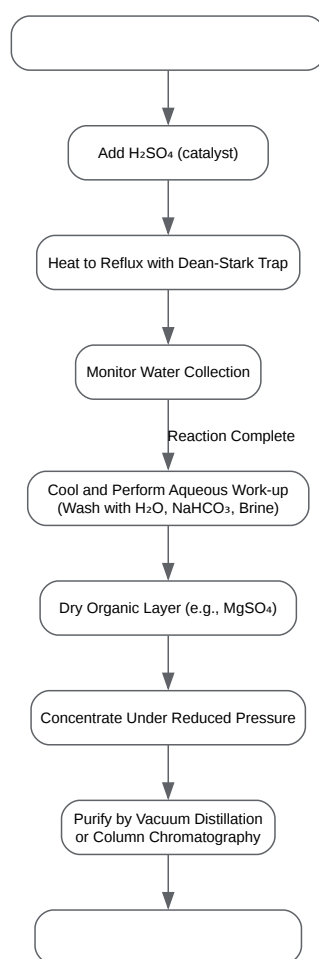 Add H₂SO₄ (catalyst)
Heat to Reflux with Dean-Stark Trap
Monitor Water Collection
Reaction Complete
Cool and Perform Aqueous Work-up
(Wash with H₂O, NaHCO₃, Brine)
Dry Organic Layer (e.g., MgSO₄)
Concentrate Under Reduced Pressure
Purify by Vacuum Distillation
or Column Chromatography